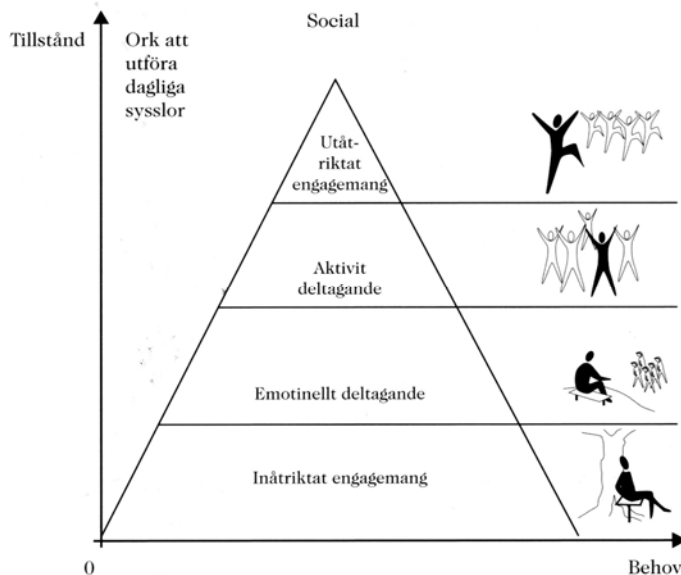 Social
Tillstånd
Ork att
utföra
dagliga
sysslor
Utåt-
riktat
engagemang
Aktivit
deltagande
Emotinellt deltagande
Inåtriktat engagemang
0
Behov